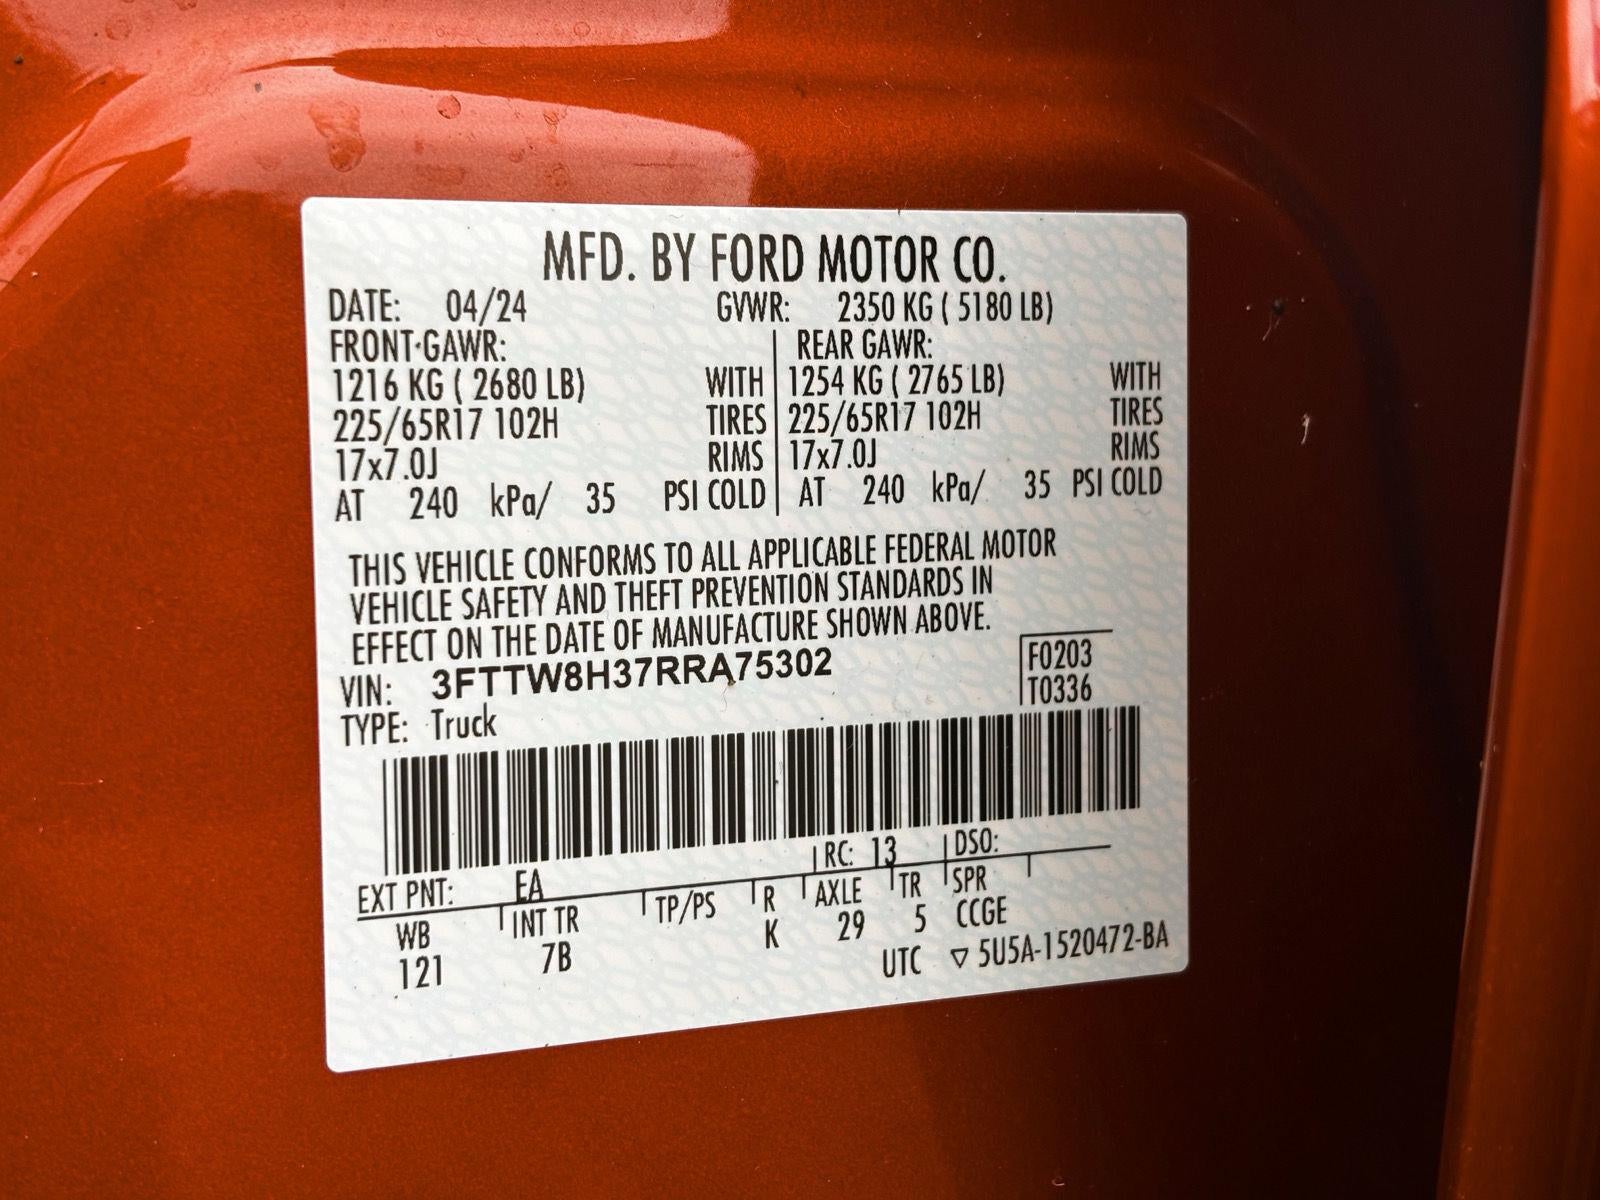 MFD. BY FORD MOTOR CO.
DATE: 04/24 GVWR: 2350 KG ( 5180 LB)
FRONT GAWR: REAR GAWR:
1216 KG ( 2680 LB) WITH 1254 KG ( 2765 LB) WITH
225/65R17 102H TIRES 225/65R17 102H TIRES
17x7.0J RIMS 17x7.0J RIMS
AT 240 kPa/ 35 PSI COLD AT 240 kPa/ 35 PSI COLD
THIS VEHICLE CONFORMS TO ALL APPLICABLE FEDERAL MOTOR
VEHICLE SAFETY AND THEFT PREVENTION STANDARDS IN
EFFECT ON THE DATE OF MANUFACTURE SHOWN ABOVE.
VIN: 3FTTW8H37RRA75302 F0203
TYPE: Truck T0336
EXT PNT: EA RC: 13 DSO:
WB INT TR TP/PS R AXLE TR SPR
121 7B K 29 5 CCGE
UTC ▽ 5U5A-1520472-BA